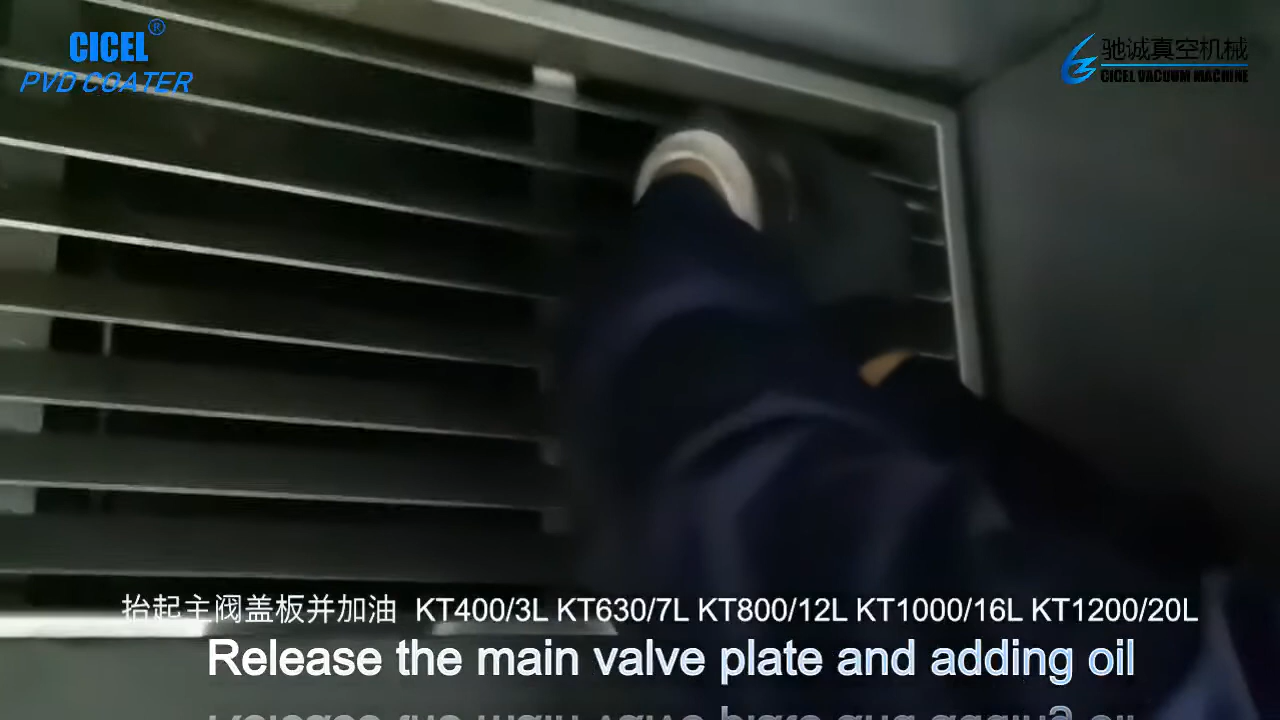 CICEL®
PVD COATER
驰诚真空机械
CICEL VACUUM MACHINE
抬起主阀盖板并加油 KT400/3L KT630/7L KT800/12L KT1000/16L KT1200/20L
Release the main valve plate and adding oil